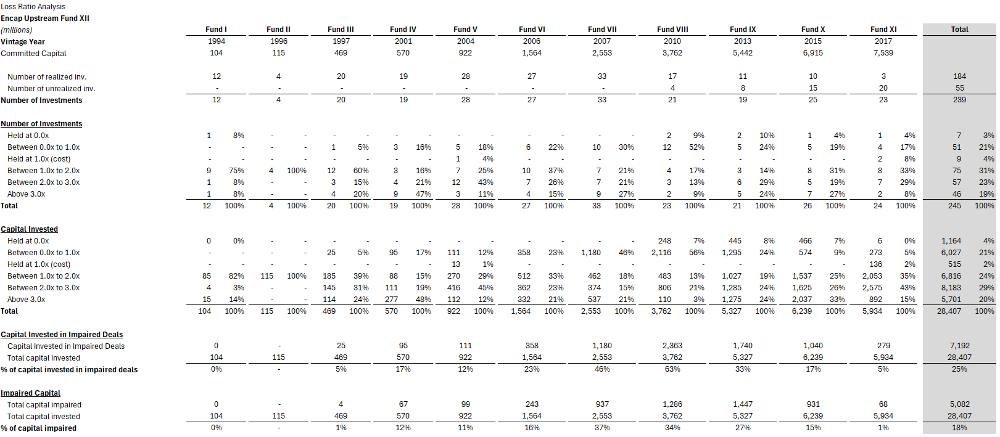 Loss Ratio Analysis
Encap Upstream Fund XII
(millions) Fund I Fund II Fund III Fund IV Fund V Fund VI Fund VII Fund VIII Fund IX Fund X Fund XI Total
Vintage Year 1994 1996 1997 2001 2004 2006 2007 2010 2013 2015 2017
Committed Capital 104 115 469 570 922 1,564 2,553 3,762 5,442 6,915 7,539
Number of realized inv. 12 4 20 19 28 27 33 17 11 10 3 184
Number of unrealized inv. - - - - - - - 4 8 15 20 55
Number of Investments 12 4 20 19 28 27 33 21 19 25 23 239
Number of Investments
Held at 0.0x 1 8% - - - - - - - - - - - - 2 9% 2 10% 1 4% 1 4% 7 3%
Between 0.0x to 1.0x - - - - 1 5% 3 16% 5 18% 6 22% 10 30% 12 52% 5 24% 5 19% 4 17% 51 21%
Held at 1.0x (cost) - - - - - - - - 1 4% - - - - - - - - - - 2 8% 9 4%
Between 1.0x to 2.0x 9 75% 4 100% 12 60% 3 16% 7 25% 10 37% 7 21% 4 17% 3 14% 8 31% 8 33% 75 31%
Between 2.0x to 3.0x 1 8% - - 3 15% 4 21% 12 43% 7 26% 7 21% 3 13% 6 29% 5 19% 7 29% 57 23%
Above 3.0x 1 8% - - 4 20% 9 47% 3 11% 4 15% 9 27% 2 9% 5 24% 7 27% 2 8% 46 19%
Total 12 100% 4 100% 20 100% 19 100% 28 100% 27 100% 33 100% 23 100% 21 100% 26 100% 24 100% 245 100%
Capital Invested
Held at 0.0x 0 0% - - - - - - - - - - - - 248 7% 445 8% 466 7% 6 0% 1,164 4%
Between 0.0x to 1.0x - - - - 25 5% 95 17% 111 12% 358 23% 1,180 46% 2,116 56% 1,295 24% 574 9% 273 5% 6,027 21%
Held at 1.0x (cost) - - - - - - - - 13 1% - - - - - - - - - - 136 2% 515 2%
Between 1.0x to 2.0x 85 82% 115 100% 185 39% 88 15% 270 29% 512 33% 462 18% 483 13% 1,027 19% 1,537 25% 2,053 35% 6,816 24%
Between 2.0x to 3.0x 4 3% - - 145 31% 111 19% 416 45% 362 23% 374 15% 806 21% 1,285 24% 1,625 26% 2,575 43% 8,183 29%
Above 3.0x 15 14% - - 114 24% 277 48% 112 12% 332 21% 537 21% 110 3% 1,275 24% 2,037 33% 892 15% 5,701 20%
Total 104 100% 115 100% 469 100% 570 100% 922 100% 1,564 100% 2,553 100% 3,762 100% 5,327 100% 6,239 100% 5,934 100% 28,407 100%
Capital Invested in Impaired Deals
Capital Invested in Impaired Deals 0 - 25 95 111 358 1,180 2,363 1,740 1,040 279 7,192
Total capital invested 104 115 469 570 922 1,564 2,553 3,762 5,327 6,239 5,934 28,407
% of capital invested in impaired deals 0% - 5% 17% 12% 23% 46% 63% 33% 17% 5% 25%
Impaired Capital
Total capital impaired 0 - 4 67 99 243 937 1,286 1,447 931 68 5,082
Total capital invested 104 115 469 570 922 1,564 2,553 3,762 5,327 6,239 5,934 28,407
% of capital impaired 0% - 1% 12% 11% 16% 37% 34% 27% 15% 1% 18%